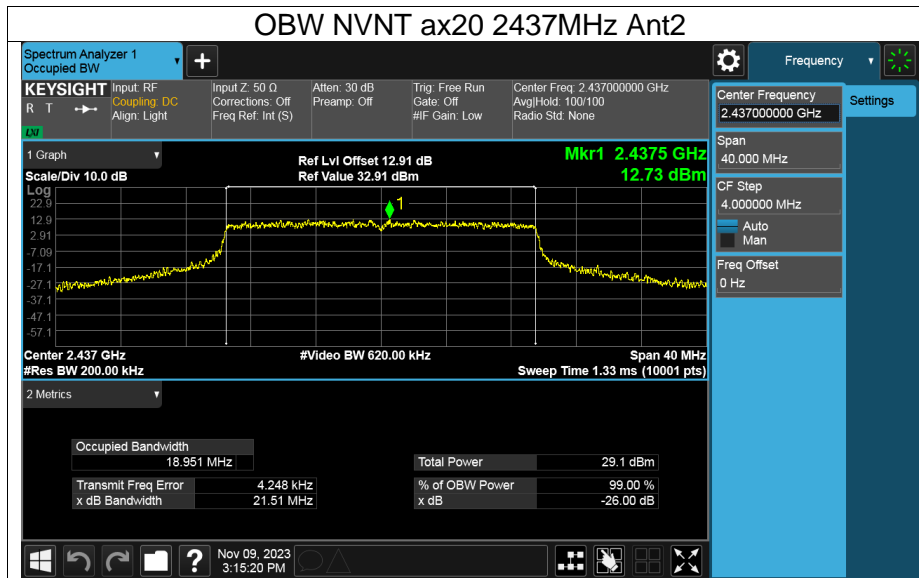 OBW NVNT ax20 2437MHz Ant2
Spectrum Analyzer 1
Occupied BW
+
Frequency
KEYSIGHT
R T
LXI
Input: RF
Coupling: DC
Align: Light
Input Z: 50 Ω
Corrections: Off
Freq Ref: Int (S)
Atten: 30 dB
Preamp: Off
Trig: Free Run
Gate: Off
#IF Gain: Low
Center Freq: 2.437000000 GHz
Avg|Hold: 100/100
Radio Std: None
Center Frequency
2.437000000 GHz
Settings
Span
40.000 MHz
CF Step
4.000000 MHz
Auto
Man
Freq Offset
0 Hz
1 Graph
Scale/Div 10.0 dB
Ref Lvl Offset 12.91 dB
Ref Value 32.91 dBm
Mkr1 2.4375 GHz
12.73 dBm
Log
22.9
12.9
2.91
-7.09
-17.1
-27.1
-37.1
-47.1
-57.1
1
Center 2.437 GHz
#Res BW 200.00 kHz
#Video BW 620.00 kHz
Span 40 MHz
Sweep Time 1.33 ms (10001 pts)
2 Metrics
Occupied Bandwidth
18.951 MHz
Transmit Freq Error 4.248 kHz
x dB Bandwidth 21.51 MHz
Total Power 29.1 dBm
% of OBW Power 99.00 %
x dB -26.00 dB
?
Nov 09, 2023
3:15:20 PM